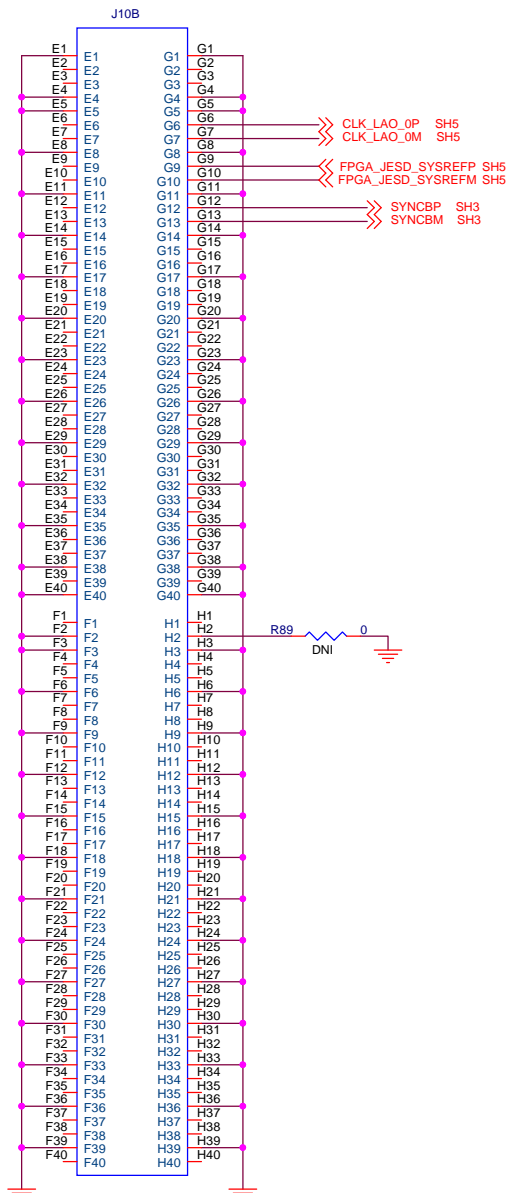 J10B
E1 E1 G1 G1
E2 E2 G2 G2
E3 E3 G3 G3
E4 E4 G4 G4
E5 E5 G5 G5
E6 E6 G6 G6 CLK_LAO_0P SH5
E7 E7 G7 G7 CLK_LAO_0M SH5
E8 E8 G8 G8
E9 E9 G9 G9 FPGA_JESD_SYSREFP SH5
E10 E10 G10 G10 FPGA_JESD_SYSREFM SH5
E11 E11 G11 G11
E12 E12 G12 G12 SYNCBP SH3
E13 E13 G13 G13 SYNCBM SH3
E14 E14 G14 G14
E15 E15 G15 G15
E16 E16 G16 G16
E17 E17 G17 G17
E18 E18 G18 G18
E19 E19 G19 G19
E20 E20 G20 G20
E21 E21 G21 G21
E22 E22 G22 G22
E23 E23 G23 G23
E24 E24 G24 G24
E25 E25 G25 G25
E26 E26 G26 G26
E27 E27 G27 G27
E28 E28 G28 G28
E29 E29 G29 G29
E30 E30 G30 G30
E31 E31 G31 G31
E32 E32 G32 G32
E33 E33 G33 G33
E34 E34 G34 G34
E35 E35 G35 G35
E36 E36 G36 G36
E37 E37 G37 G37
E38 E38 G38 G38
E39 E39 G39 G39
E40 E40 G40 G40
F1 F1 H1 H1
F2 F2 H2 H2 R89 0
DNI
F3 F3 H3 H3
F4 F4 H4 H4
F5 F5 H5 H5
F6 F6 H6 H6
F7 F7 H7 H7
F8 F8 H8 H8
F9 F9 H9 H9
F10 F10 H10 H10
F11 F11 H11 H11
F12 F12 H12 H12
F13 F13 H13 H13
F14 F14 H14 H14
F15 F15 H15 H15
F16 F16 H16 H16
F17 F17 H17 H17
F18 F18 H18 H18
F19 F19 H19 H19
F20 F20 H20 H20
F21 F21 H21 H21
F22 F22 H22 H22
F23 F23 H23 H23
F24 F24 H24 H24
F25 F25 H25 H25
F26 F26 H26 H26
F27 F27 H27 H27
F28 F28 H28 H28
F29 F29 H29 H29
F30 F30 H30 H30
F31 F31 H31 H31
F32 F32 H32 H32
F33 F33 H33 H33
F34 F34 H34 H34
F35 F35 H35 H35
F36 F36 H36 H36
F37 F37 H37 H37
F38 F38 H38 H38
F39 F39 H39 H39
F40 F40 H40 H40